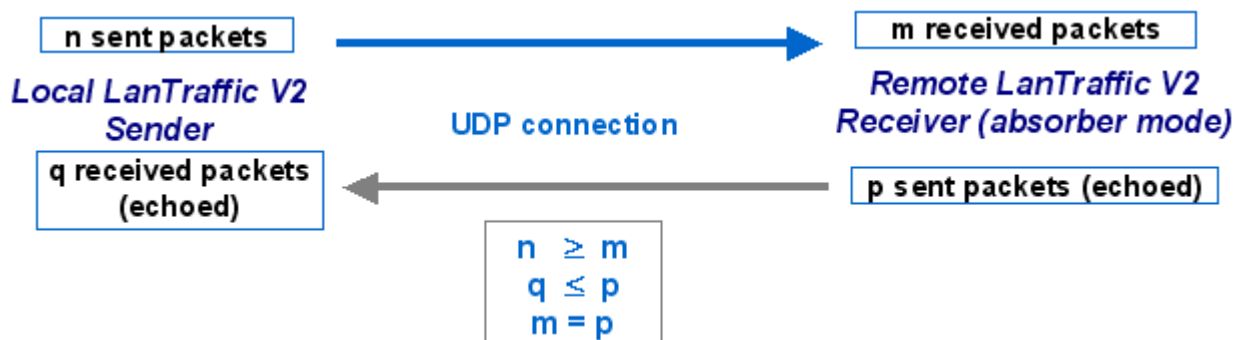 n sent packets
m received packets
Local LanTraffic V2
Sender
Remote LanTraffic V2
Receiver (absorber mode)
UDP connection
q received packets
(echoed)
p sent packets (echoed)
n ≥ m
q ≤ p
m = p